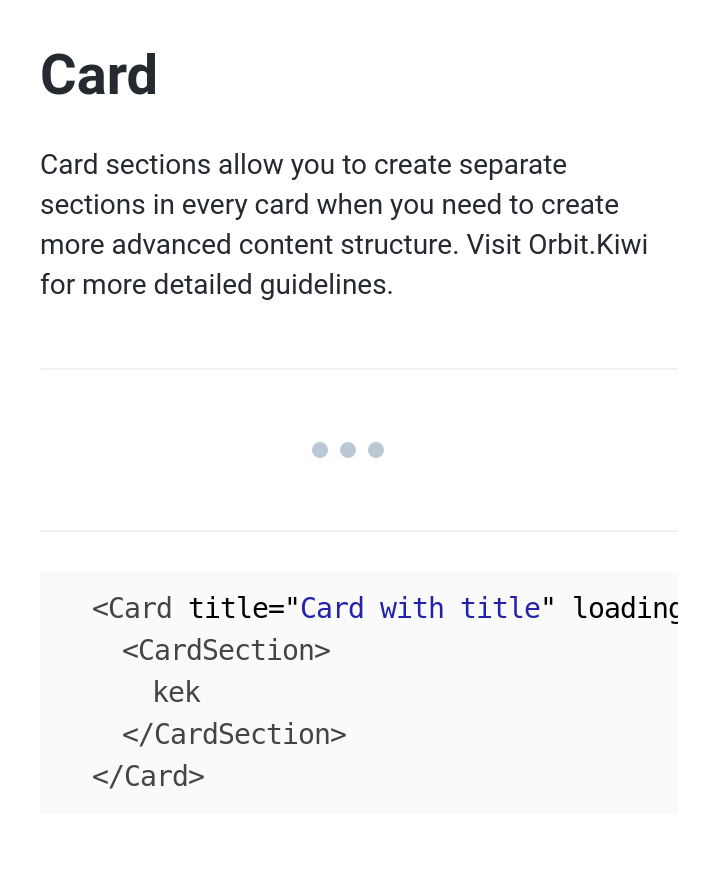 Card
Card sections allow you to create separate
sections in every card when you need to create
more advanced content structure. Visit Orbit.Kiwi
for more detailed guidelines.
<Card title="Card with title" loading
<CardSection>
kek
</CardSection>
</Card>